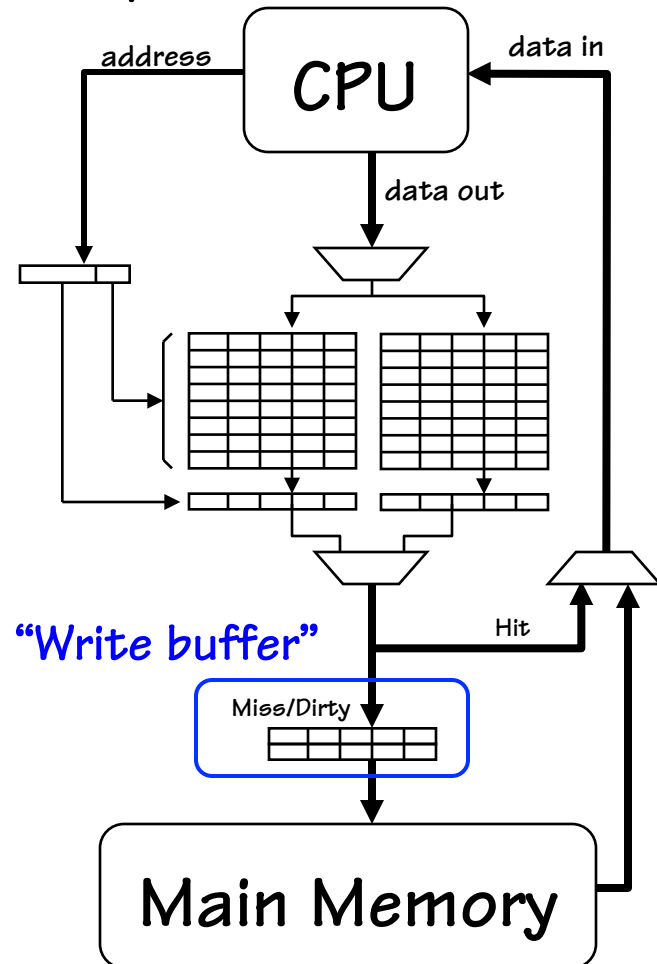 address
CPU
data in
data out
“Write buffer”
Hit
Miss/Dirty
Main Memory